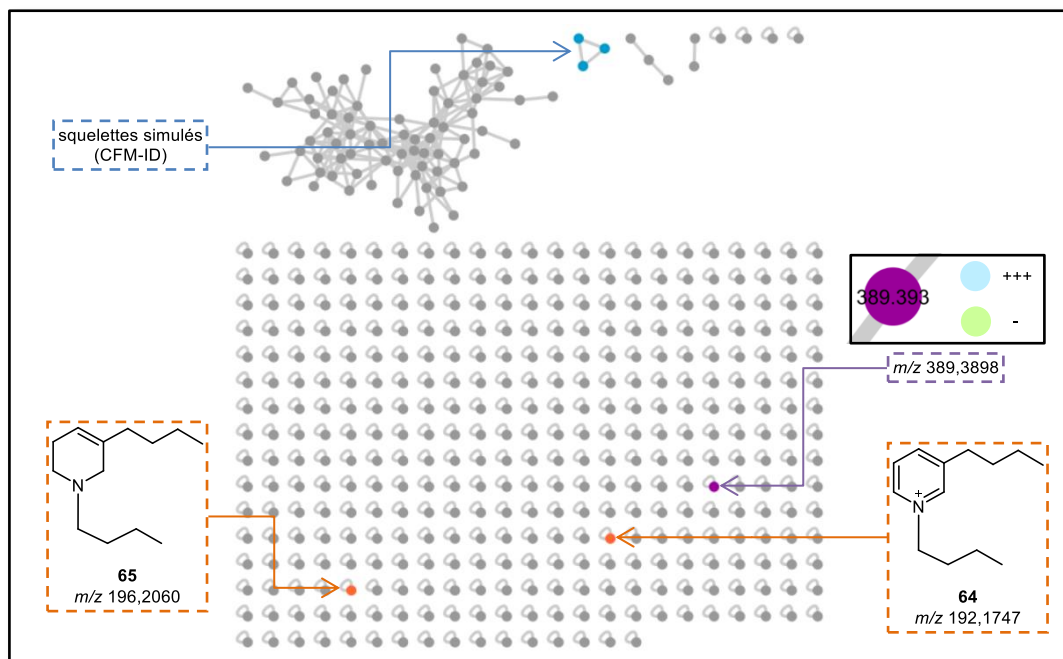 squelettes simulés
(CFM-ID)
389.393
+++
-
m/z 389,3898
N
65
m/z 196,2060
N
+
64
m/z 192,1747